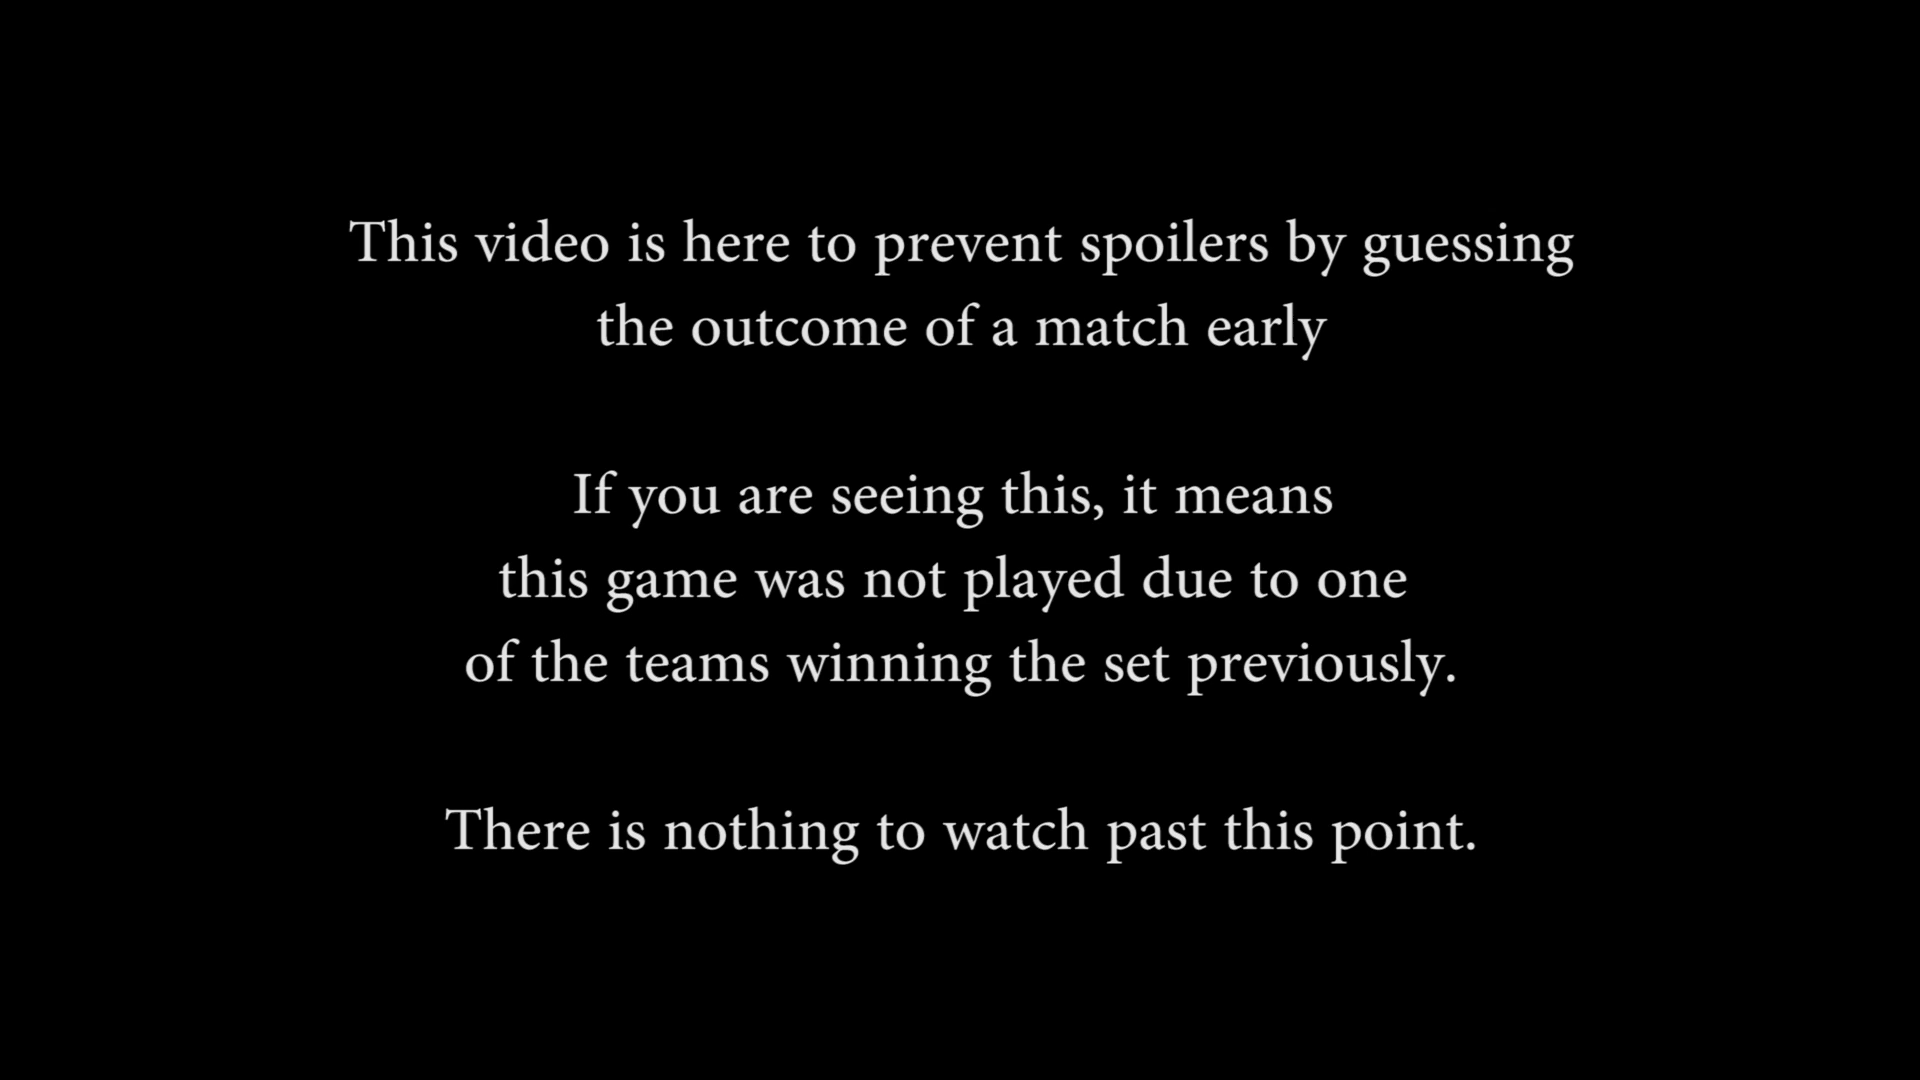 This video is here to prevent spoilers by guessing
the outcome of a match early
If you are seeing this, it means
this game was not played due to one
of the teams winning the set previously.
There is nothing to watch past this point.